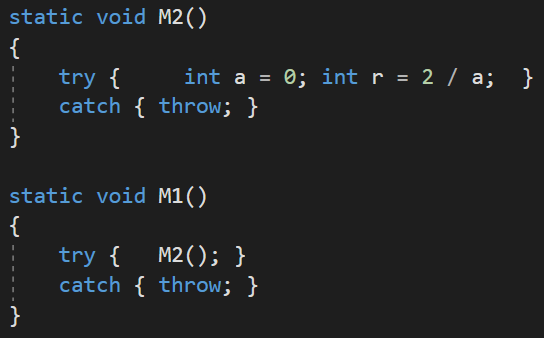 static void M2()
{
try { int a = 0; int r = 2 / a; }
catch { throw; }
}
static void M1()
{
try { M2(); }
catch { throw; }
}